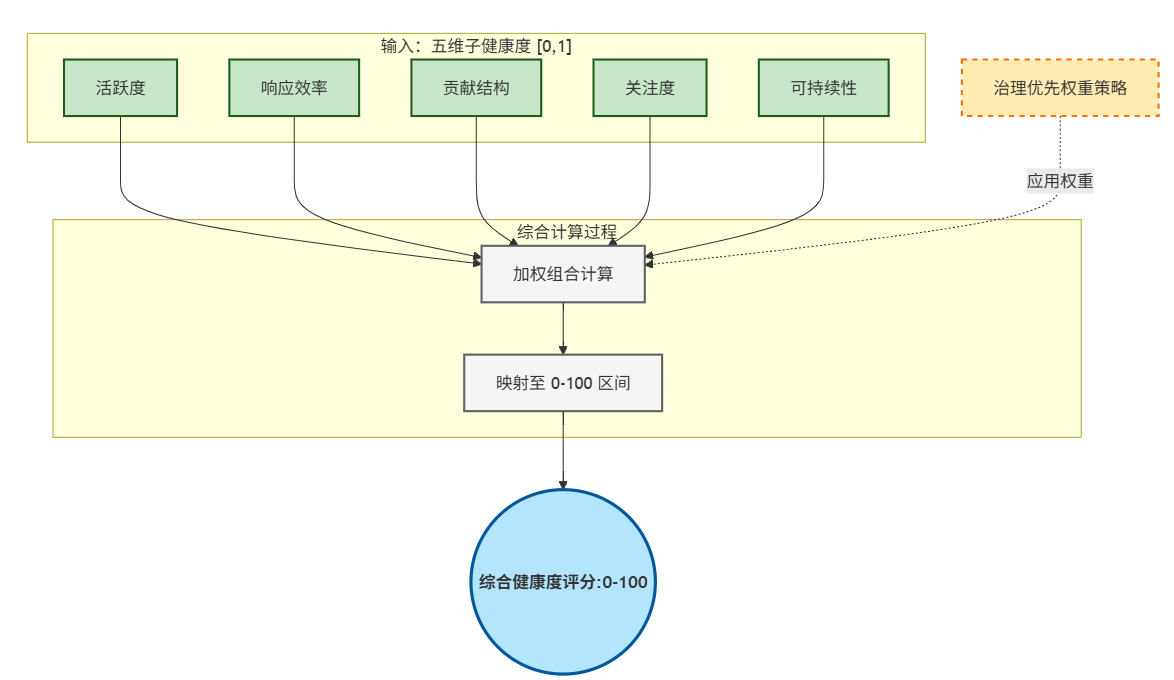 输入：五维子健康度 [0,1]
活跃度
响应效率
贡献结构
关注度
可持续性
治理优先权重策略
应用权重
综合计算过程
加权组合计算
映射至 0-100 区间
综合健康度评分:0-100